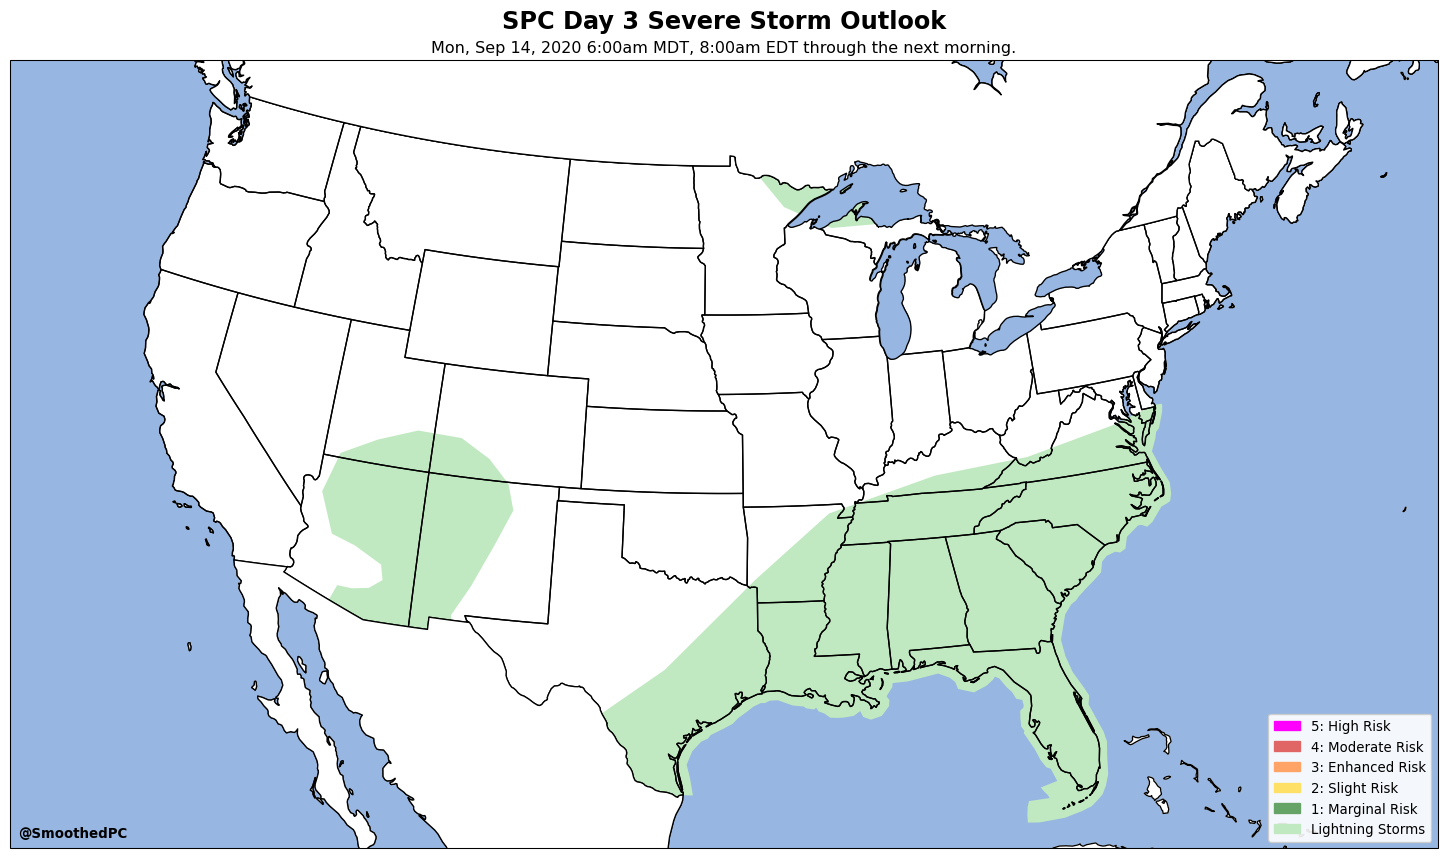 SPC Day 3 Severe Storm Outlook
Mon, Sep 14, 2020 6:00am MDT, 8:00am EDT through the next morning.
5: High Risk
4: Moderate Risk
3: Enhanced Risk
2: Slight Risk
1: Marginal Risk
Lightning Storms
@SmoothedPC